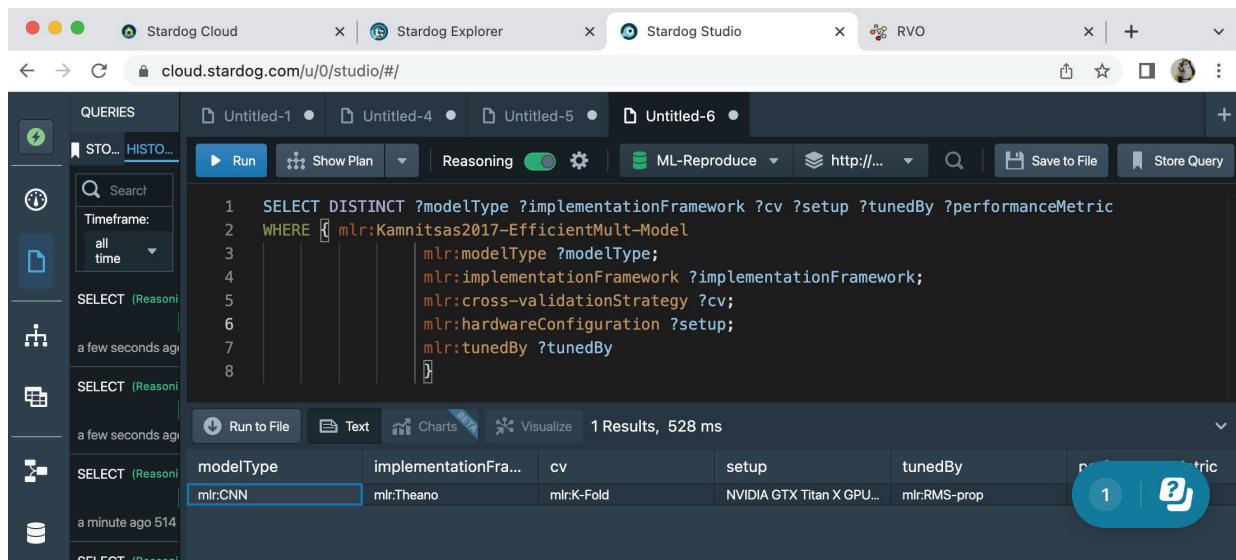 Stardog Cloud
Stardog Explorer
Stardog Studio
RVO
cloud.stardog.com/u/0/studio/#/
QUERIES
Untitled-1
Untitled-4
Untitled-5
Untitled-6
STO... HISTO...
Run
Show Plan
Reasoning
ML-Reproduce
http://...
Save to File
Store Query
Search
Timeframe:
all
time
1 SELECT DISTINCT ?modelType ?implementationFramework ?cv ?setup ?tunedBy ?performanceMetric
2 WHERE { mlr:Kamnitsas2017-EfficientMult-Model
3 mlr:modelType ?modelType;
4 mlr:implementationFramework ?implementationFramework;
5 mlr:cross-validationStrategy ?cv;
6 mlr:hardwareConfiguration ?setup;
7 mlr:tunedBy ?tunedBy
8 }
SELECT (Reasoni
a few seconds ag
SELECT (Reasoni
a few seconds ag
SELECT (Reasoni
a minute ago 514
SELECT (Reasoni
Run to File
Text
Charts
BETA
Visualize
1 Results, 528 ms
modelType implementationFra... cv setup tunedBy
mlr:CNN mlr:Theano mlr:K-Fold NVIDIA GTX Titan X GPU... mlr:RMS-prop
1